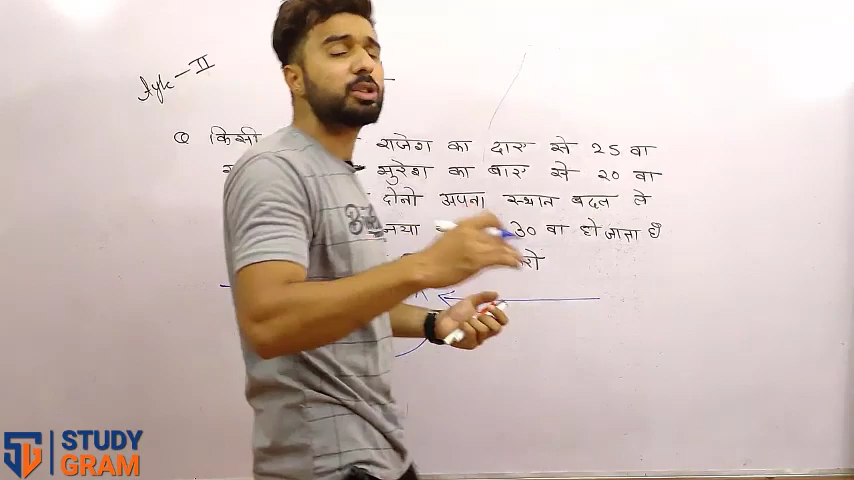 Type - II
Q किसी राजेश का दाए से 25 वा
सुरेश का बाए से 20 वा
दोनो अपना स्थान बदल ले
नया 30 वा हो जाता है
STUDY
GRAM